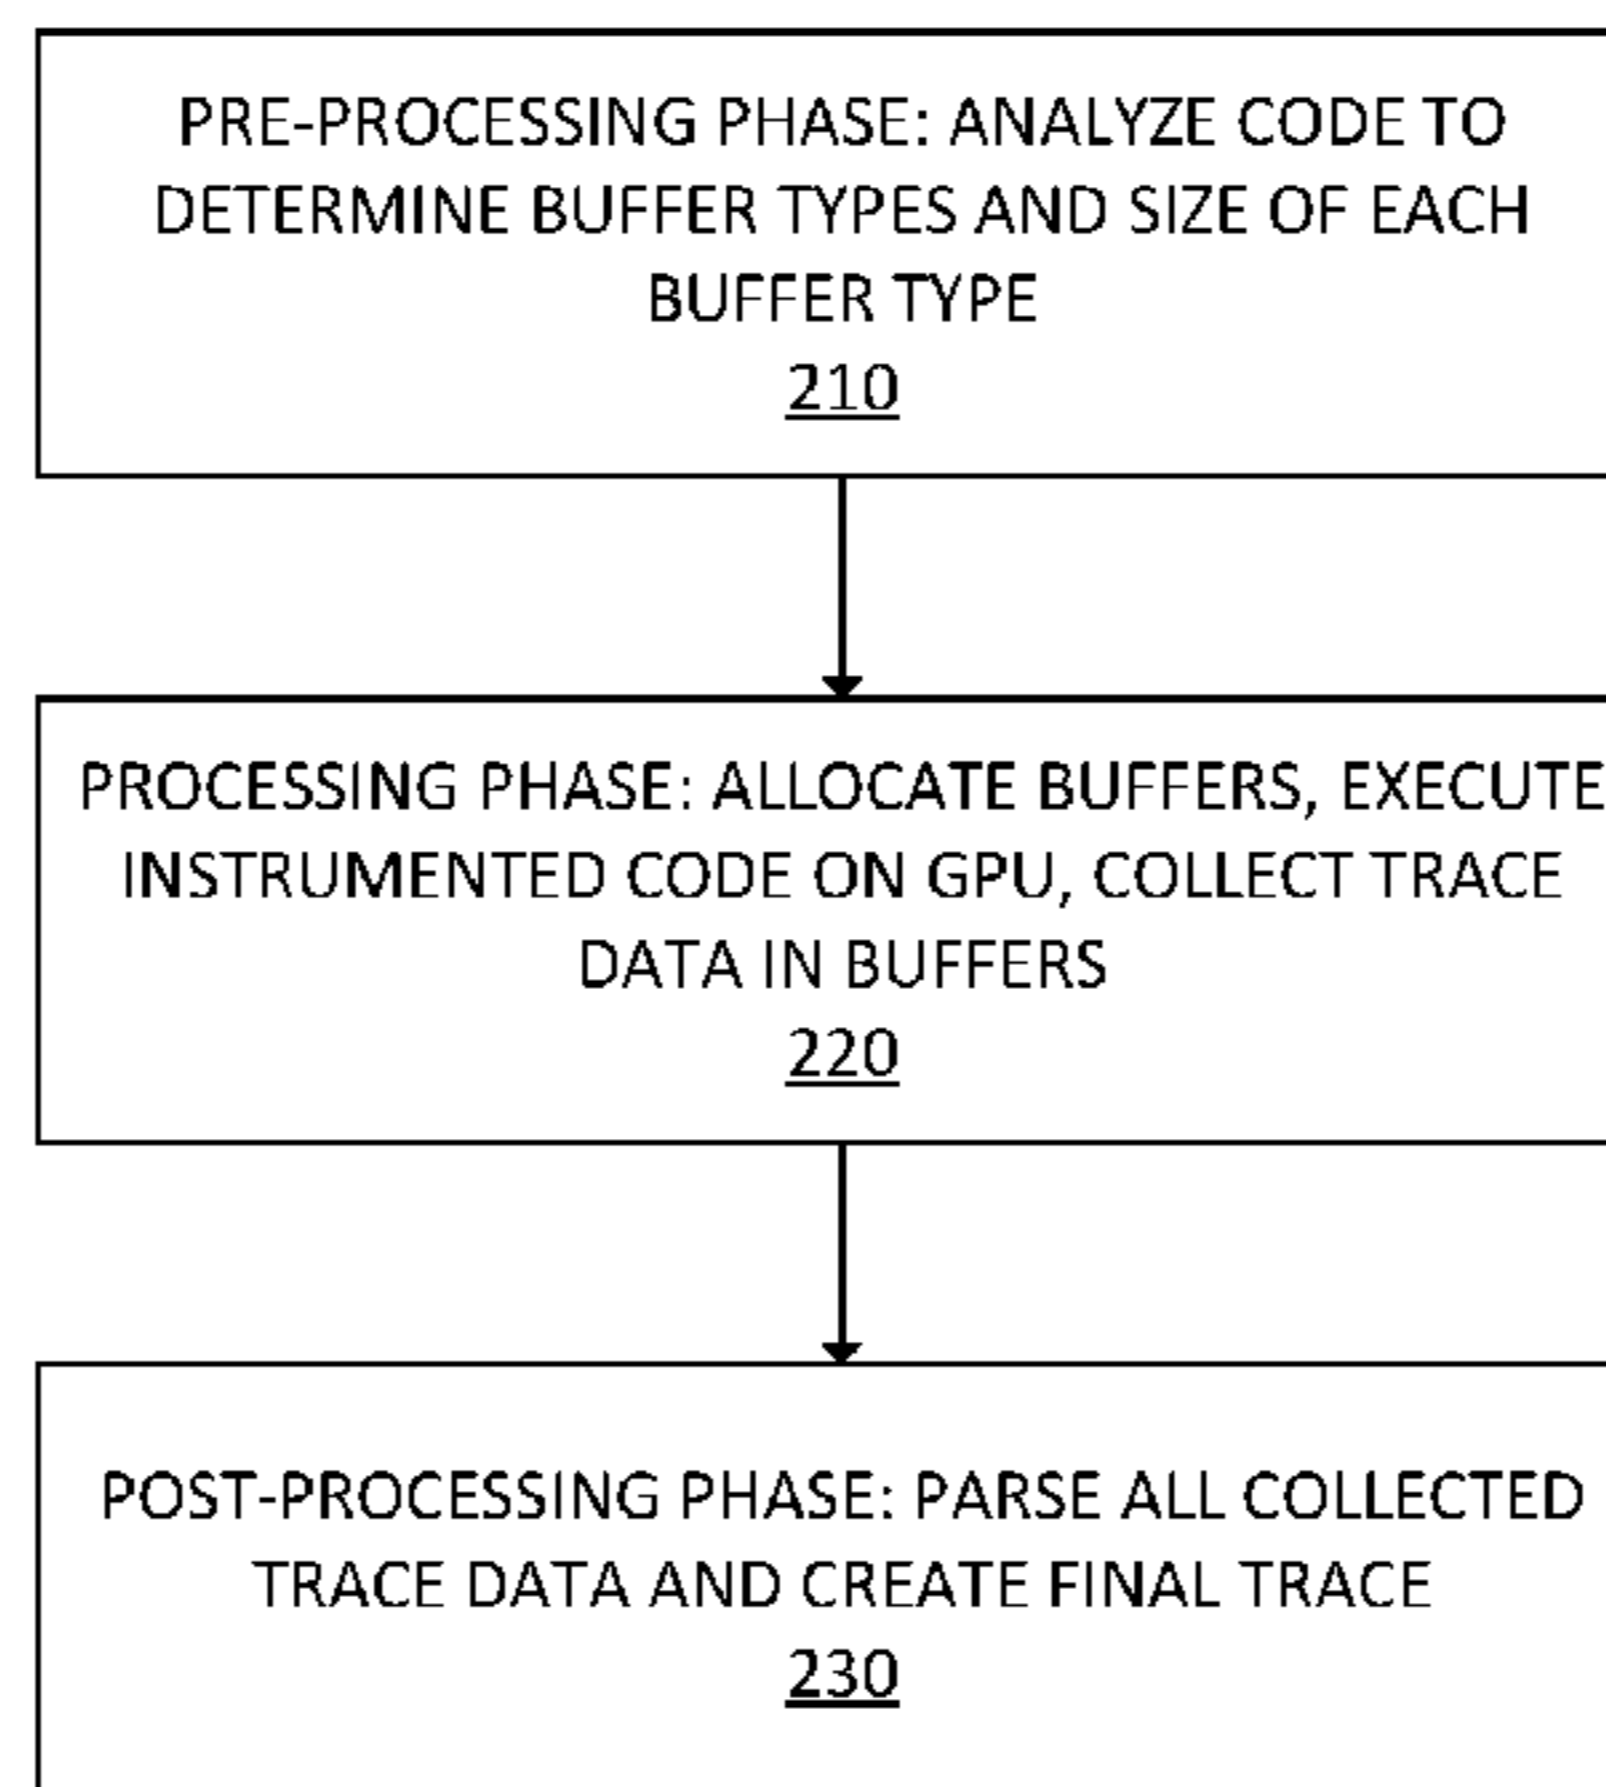 PRE-PROCESSING PHASE: ANALYZE CODE TO
DETERMINE BUFFER TYPES AND SIZE OF EACH
BUFFER TYPE
210
PROCESSING PHASE: ALLOCATE BUFFERS, EXECUTE
INSTRUMENTED CODE ON GPU, COLLECT TRACE
DATA IN BUFFERS
220
POST-PROCESSING PHASE: PARSE ALL COLLECTED
TRACE DATA AND CREATE FINAL TRACE
230